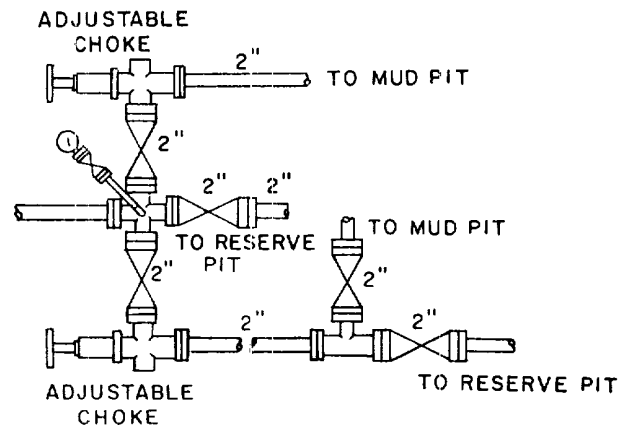 ADJUSTABLE
CHOKE
2"
TO MUD PIT
2"
2"
2"
TO RESERVE
PIT
TO MUD PIT
2"
2"
2"
2"
TO RESERVE PIT
ADJUSTABLE
CHOKE